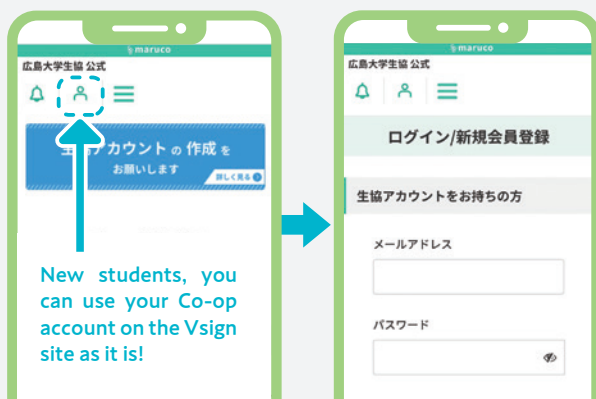 maruco
広島大学生協 公式
生協アカウント の 作成 を
お願いします
詳しく見る
New students, you
can use your Co-op
account on the Vsign
site as it is!
maruco
広島大学生協 公式
ログイン/新規会員登録
生協アカウントをお持ちの方
メールアドレス
パスワード